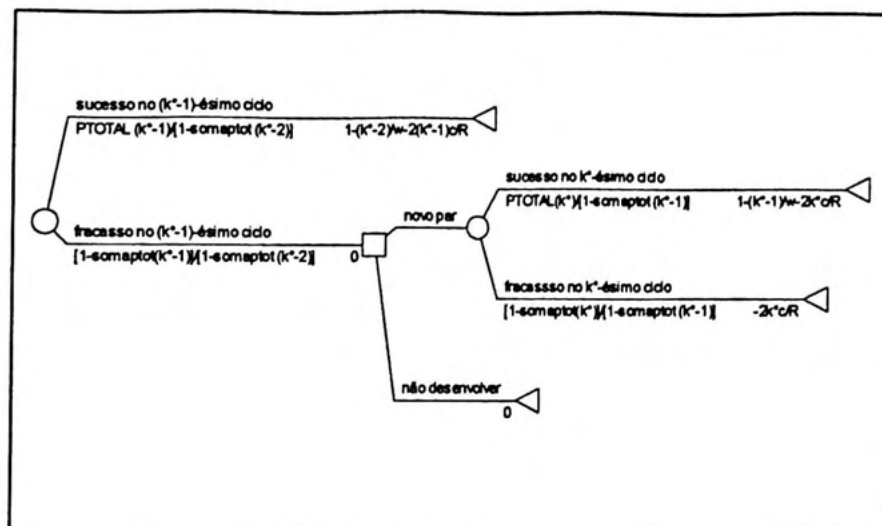 sucesso no (k*-1)-ésimo ciclo
PTOTAL (k*-1)/[1-somaptot (k*-2)] 1-(k*-2)/w-2(k*-1)c/R
fracasso no (k*-1)-ésimo ciclo
[1-somaptot(k*-1)]/[1-somaptot (k*-2)] 0
novo par
sucesso no k*-ésimo ciclo
PTOTAL(k*)/[1-somaptot (k*-1)] 1-(k*-1)/w-2k*c/R
fracassso no k*-ésimo ciclo
[1-somaptot(k*)]/[1-somaptot (k*-1)] -2k*c/R
não desenvolver
0